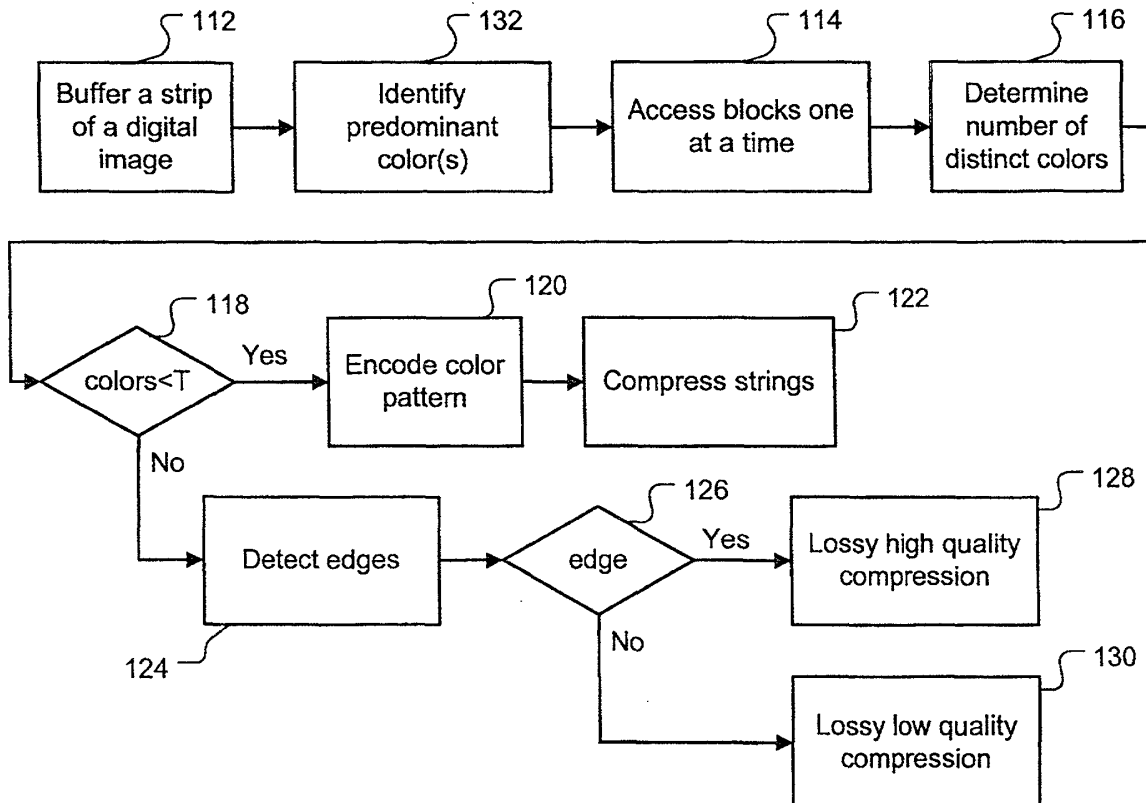 112
132
114
116
Buffer a strip
of a digital
image
Identify
predominant
color(s)
Access blocks one
at a time
Determine
number of
distinct colors
118
120
122
colors<T
Yes
Encode color
pattern
Compress strings
No
126
128
Detect edges
edge
Yes
Lossy high quality
compression
124
No
130
Lossy low quality
compression